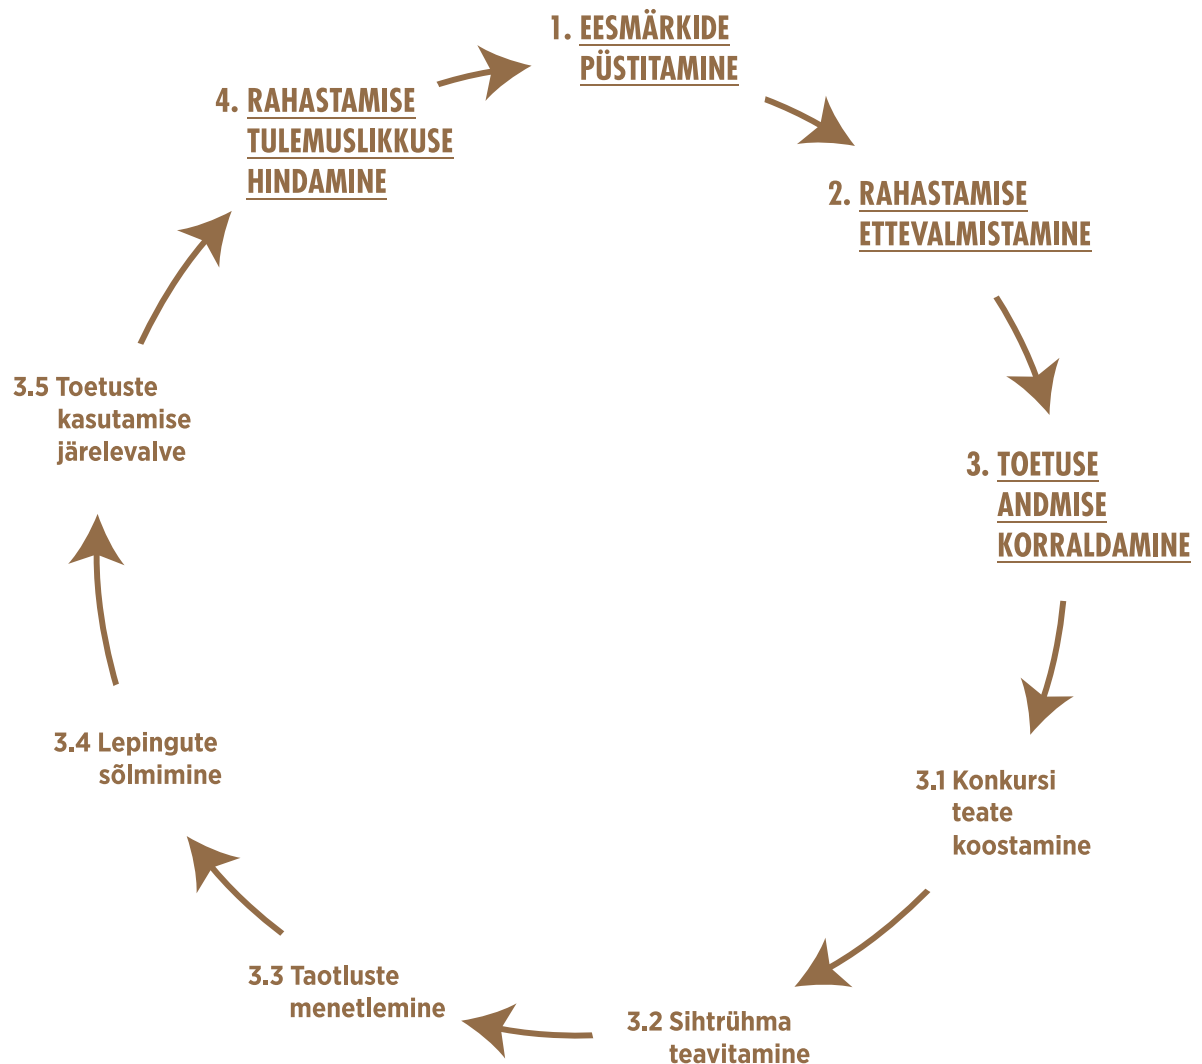 1. EESMÄRKIDE
PÜSTITAMINE
2. RAHASTAMISE
ETTEVALMISTAMINE
3. TOETUSE
ANDMISE
KORRALDAMINE
3.1 Konkursi
teate
koostamine
3.2 Sihtrühma
teavitamine
3.3 Taotluste
menetlemine
3.4 Lepingute
sõlmimine
3.5 Toetuste
kasutamise
järelevalve
4. RAHASTAMISE
TULEMUSLIKKUSE
HINDAMINE